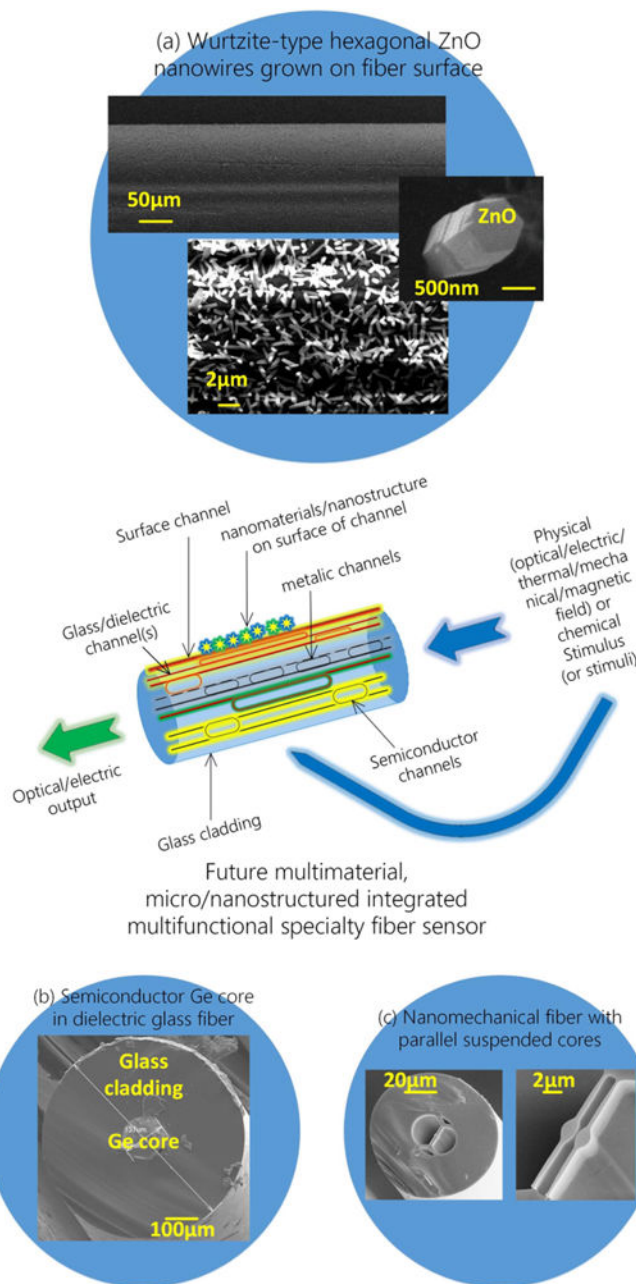 (a) Wurtzite-type hexagonal ZnO
nanowires grown on fiber surface
50μm
ZnO
500nm
2μm
Surface channel
nanomaterials/nanostructure
on surface of channel
metalic channels
Glass/dielectric
channel(s)
Physical
(optical/electric/
thermal/mecha
nical/magnetic
field) or
chemical
Stimulus
(or stimuli)
Optical/electric
output
Semiconductor
channels
Glass cladding
Future multimaterial,
micro/nanostructured integrated
multifunctional specialty fiber sensor
(b) Semiconductor Ge core
in dielectric glass fiber
Glass
cladding
Ge core
100μm
(c) Nanomechanical fiber with
parallel suspended cores
20μm
2μm